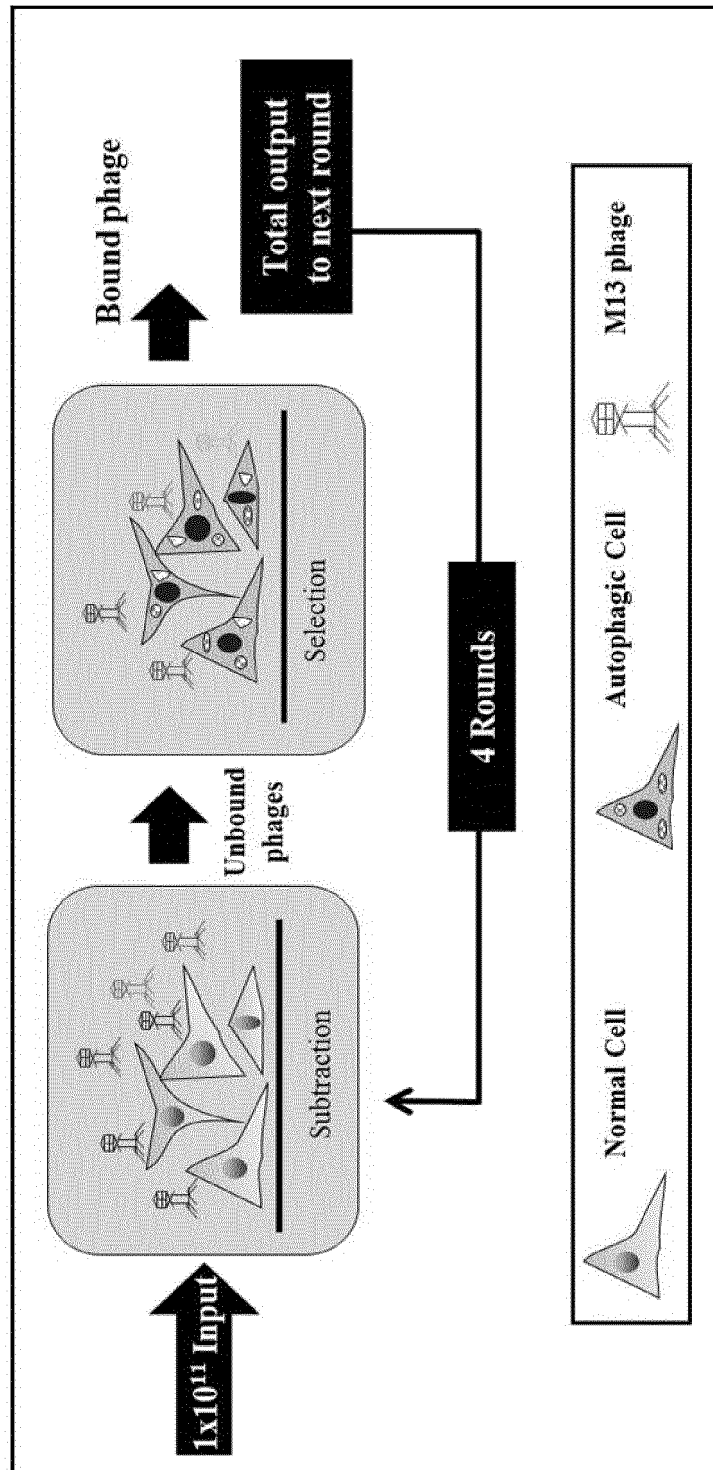 1x10¹¹ Input
Subtraction
Unbound
phages
Selection
Bound phage
Total output
to next round
4 Rounds
Normal Cell
Autophagic Cell
M13 phage